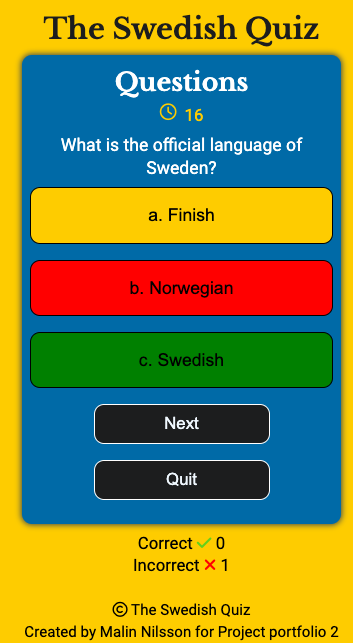 The Swedish Quiz
Questions
16
What is the official language of
Sweden?
a. Finish
b. Norwegian
c. Swedish
Next
Quit
Correct ✓ 0
Incorrect ✕ 1
© The Swedish Quiz
Created by Malin Nilsson for Project portfolio 2